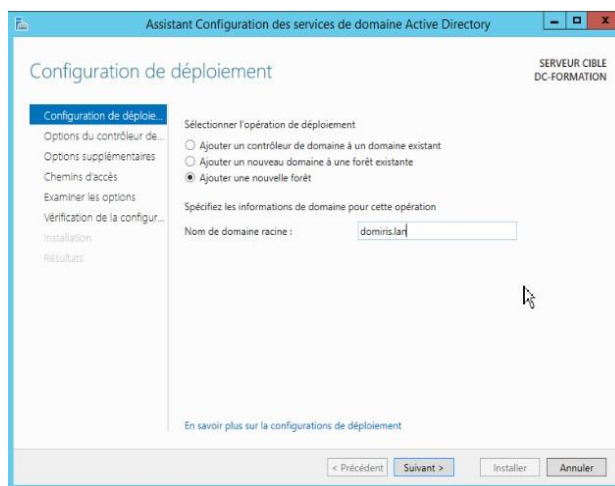 Assistant Configuration des services de domaine Active Directory
Configuration de déploiement
SERVEUR CIBLE
DC-FORMATION
Configuration de déploie...
Options du contrôleur de...
Options supplémentaires
Chemins d'accès
Examiner les options
Vérification de la configur...
Installation
Résultats
Sélectionner l'opération de déploiement
Ajouter un contrôleur de domaine à un domaine existant
Ajouter un nouveau domaine à une forêt existante
Ajouter une nouvelle forêt
Spécifiez les informations de domaine pour cette opération
Nom de domaine racine : domiris.lan
En savoir plus sur la configurations de déploiement
< Précédent Suivant > Installer Annuler